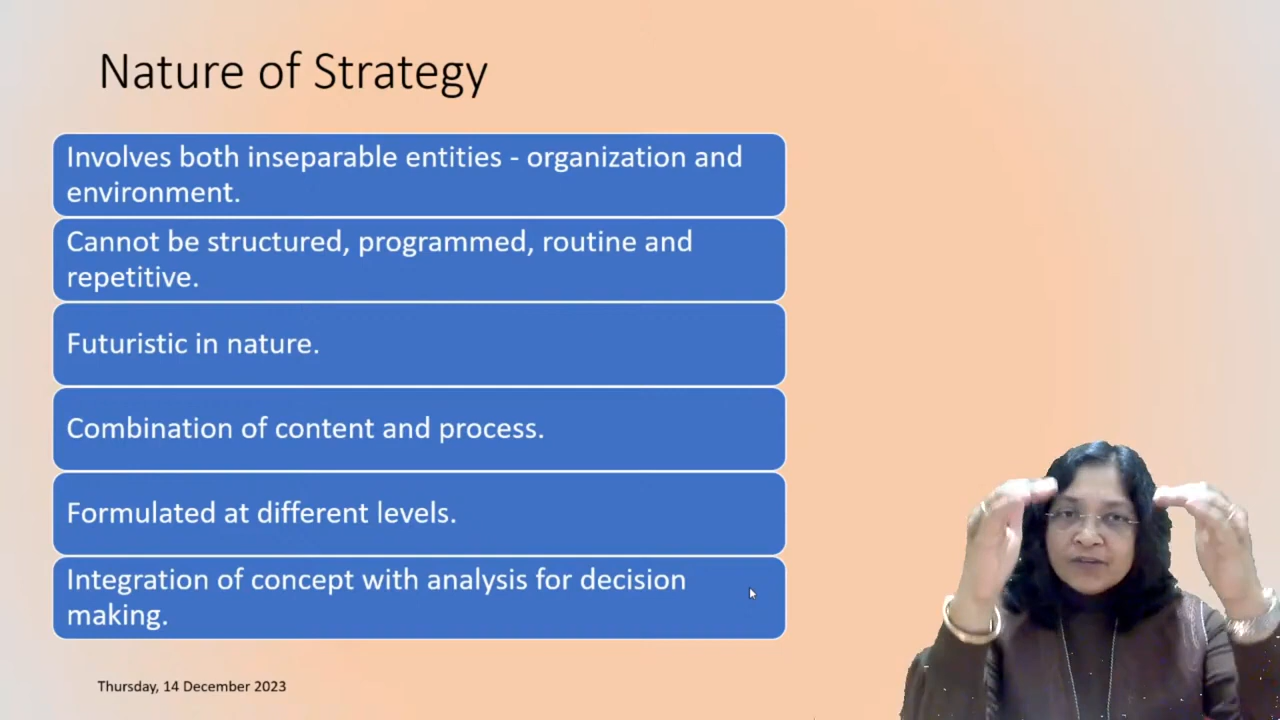 Nature of Strategy
Involves both inseparable entities - organization and
environment.
Cannot be structured, programmed, routine and
repetitive.
Futuristic in nature.
Combination of content and process.
Formulated at different levels.
Integration of concept with analysis for decision
making.
Thursday, 14 December 2023